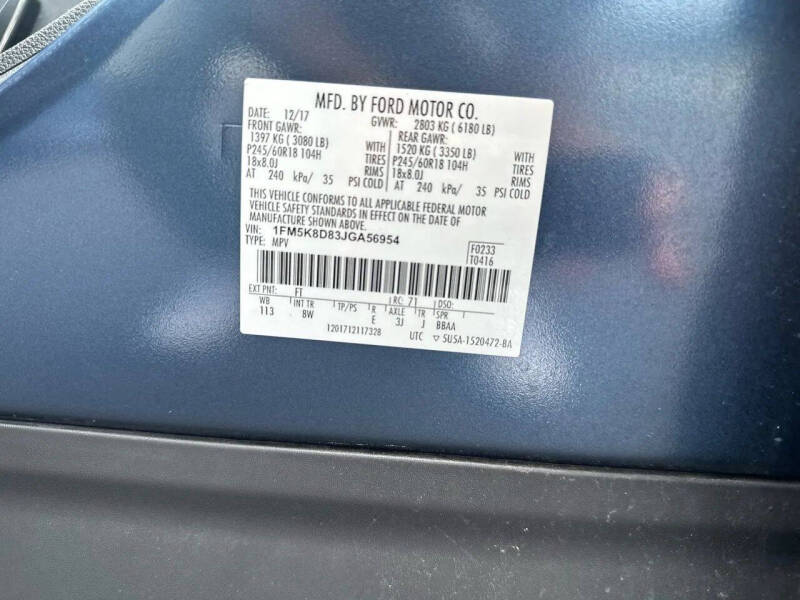 MFD. BY FORD MOTOR CO.
DATE: 12/17 GVWR: 2803 KG ( 6180 LB)
FRONT GAWR: REAR GAWR:
1397 KG ( 3080 LB) WITH 1520 KG ( 3350 LB) WITH
P245/60R18 104H TIRES P245/60R18 104H TIRES
18x8.0J RIMS 18x8.0J RIMS
AT 240 kPa/ 35 PSI COLD AT 240 kPa/ 35 PSI COLD
THIS VEHICLE CONFORMS TO ALL APPLICABLE FEDERAL MOTOR
VEHICLE SAFETY STANDARDS IN EFFECT ON THE DATE OF
MANUFACTURE SHOWN ABOVE.
VIN: 1FM5K8D83JGA56954
TYPE: MPV F0233
T0416
EXT PNT: FT RC: 71 DSO:
WB INT TR TP/PS R AXLE TR SPR
113 8W E 3J J BBAA
1201712117328 UTC ▽ 5U5A-1520472-BA